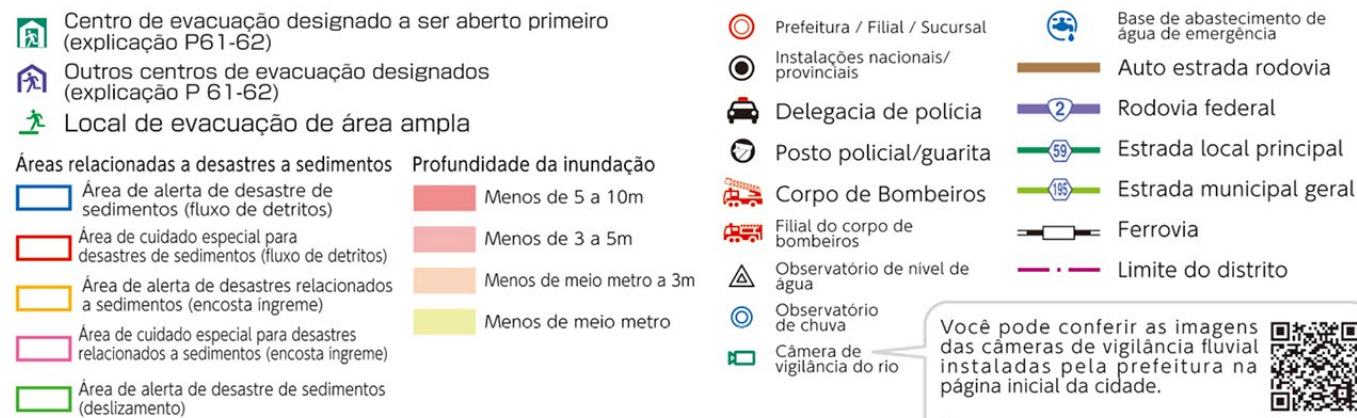 Centro de evacuação designado a ser aberto primeiro
(explicação P61-62)
Outros centros de evacuação designados
(explicação P 61-62)
Local de evacuação de área ampla
Áreas relacionadas a desastres a sedimentos
Área de alerta de desastre de
sedimentos (fluxo de detritos)
Área de cuidado especial para
desastres de sedimentos (fluxo de detritos)
Área de alerta de desastres relacionados
a sedimentos (encosta íngreme)
Área de cuidado especial para desastres
relacionados a sedimentos (encosta íngreme)
Área de alerta de desastre de sedimentos
(deslizamento)
Profundidade da inundação
Menos de 5 a 10m
Menos de 3 a 5m
Menos de meio metro a 3m
Menos de meio metro
Prefeitura / Filial / Sucursal
Instalações nacionais/
provinciais
Delegacia de polícia
Posto policial/guarita
Corpo de Bombeiros
Filial do corpo de
bombeiros
Observatório de nível de
água
Observatório
de chuva
Câmera de
vigilância do rio
Base de abastecimento de
água de emergência
Auto estrada rodovia
2 Rodovia federal
59 Estrada local principal
195 Estrada municipal geral
Ferrovia
Limite do distrito
Você pode conferir as imagens
das câmeras de vigilância fluvial
instaladas pela prefeitura na
página inicial da cidade.